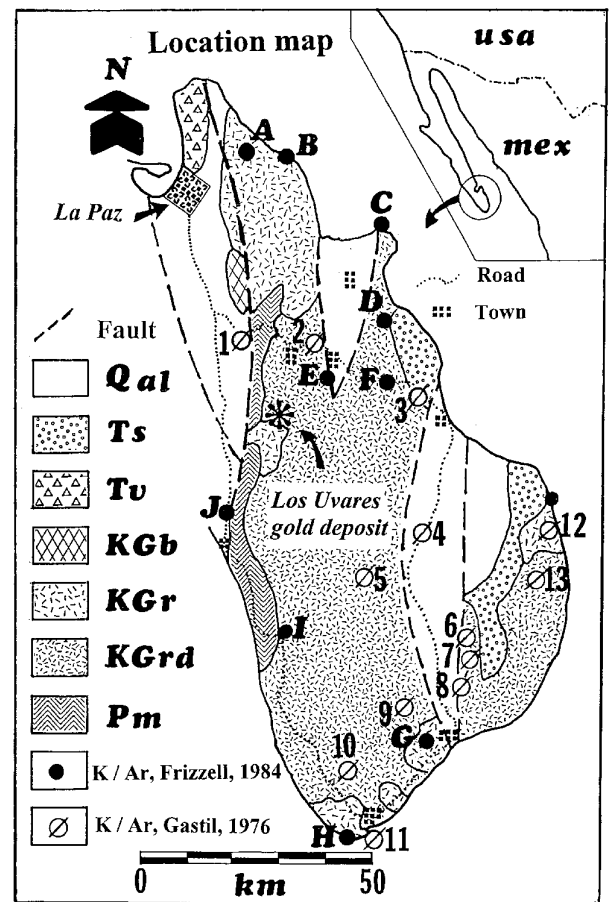 Location map
N
usa
mex
A
B
C
La Paz
Road
Town
D
Fault
1
2
E
F
3
Qal
Ts
Los Uvares
gold deposit
J
Tv
12
4
KGb
5
13
KGr
6
I
7
KGrd
8
9
Pm
G
10
K / Ar, Frizzell, 1984
K / Ar, Gastil, 1976
H
11
0
km
50